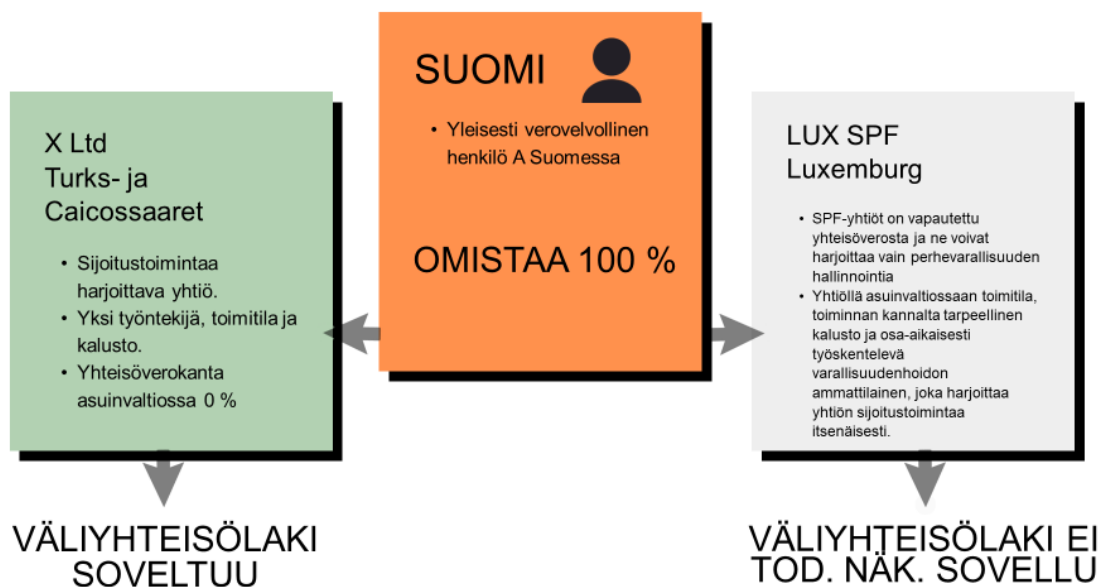 X Ltd
Turks- ja
Caicossaaret
• Sijoitustoimintaa
harjoittava yhtiö.
• Yksi työntekijä, toimitila ja
kalusto.
• Yhteisöverokanta
asuinvaltiossa 0 %
VÄLIYHTEISÖLAKI
SOVELTUU
SUOMI
• Yleisesti verovelvollinen
henkilö A Suomessa
OMISTAA 100 %
LUX SPF
Luxemburg
• SPF-yhtiöt on vapautettu
yhteisöverosta ja ne voivat
harjoittaa vain perhevarallisuuden
hallinnointia
• Yhtiöllä asuinvaltiossaan toimitila,
toiminnan kannalta tarpeellinen
kalusto ja osa-aikaisesti
työskentelevä
varallisuudenhoidon
ammattilainen, joka harjoittaa
yhtiön sijoitustoimintaa
itsenäisesti.
VÄLIYHTEISÖLAKI EI
TOD. NÄK. SOVELLU